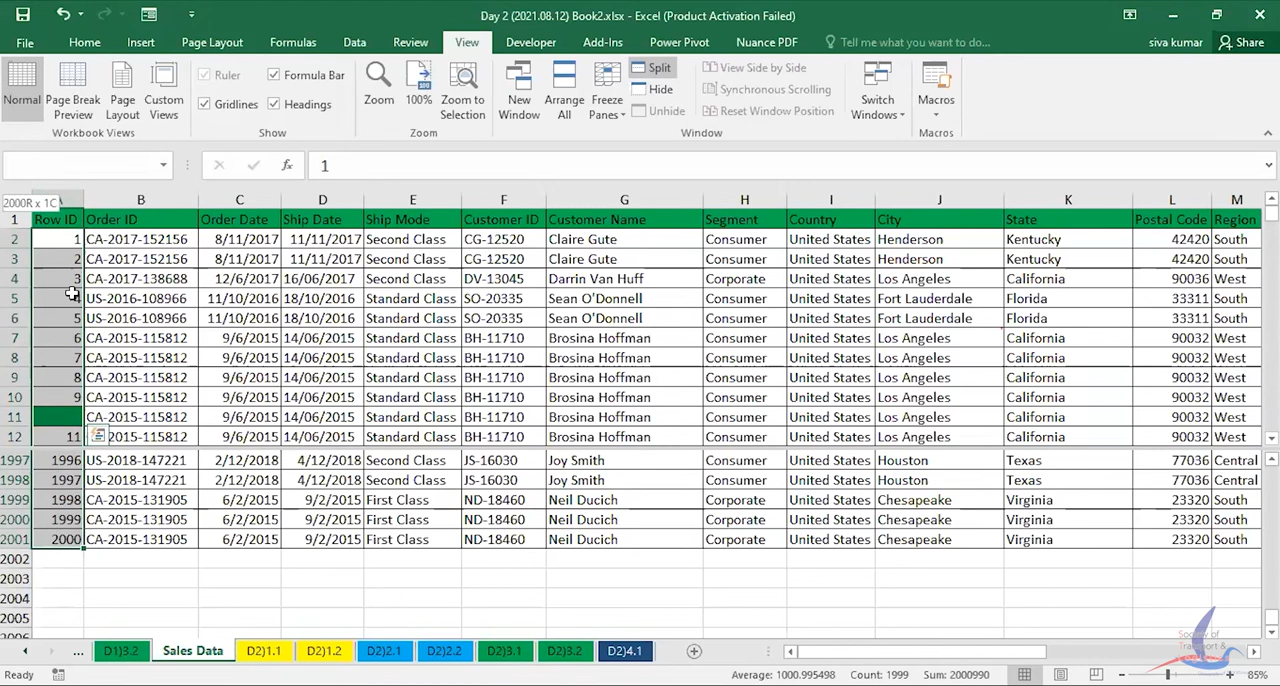 Day 2 (2021.08.12) Book2.xlsx - Excel (Product Activation Failed)
File Home Insert Page Layout Formulas Data Review View Developer Add-Ins Power Pivot Nuance PDF Tell me what you want to do... siva kumar Share
Normal Page Break Preview Page Layout Custom Views Ruler Formula Bar Gridlines Headings Zoom 100% Zoom to Selection New Window Arrange All Freeze Panes Split Hide Unhide View Side by Side Synchronous Scrolling Reset Window Position Switch Windows Macros
Workbook Views Show Zoom Window Macros
fx 1
2000R x 1C B C D E F G H I J K L M
1 Row ID Order ID Order Date Ship Date Ship Mode Customer ID Customer Name Segment Country City State Postal Code Region
2 1 CA-2017-152156 8/11/2017 11/11/2017 Second Class CG-12520 Claire Gute Consumer United States Henderson Kentucky 42420 South
3 2 CA-2017-152156 8/11/2017 11/11/2017 Second Class CG-12520 Claire Gute Consumer United States Henderson Kentucky 42420 South
4 3 CA-2017-138688 12/6/2017 16/06/2017 Second Class DV-13045 Darrin Van Huff Corporate United States Los Angeles California 90036 West
5 US-2016-108966 11/10/2016 18/10/2016 Standard Class SO-20335 Sean O'Donnell Consumer United States Fort Lauderdale Florida 33311 South
6 5 US-2016-108966 11/10/2016 18/10/2016 Standard Class SO-20335 Sean O'Donnell Consumer United States Fort Lauderdale Florida 33311 South
7 6 CA-2015-115812 9/6/2015 14/06/2015 Standard Class BH-11710 Brosina Hoffman Consumer United States Los Angeles California 90032 West
8 7 CA-2015-115812 9/6/2015 14/06/2015 Standard Class BH-11710 Brosina Hoffman Consumer United States Los Angeles California 90032 West
9 8 CA-2015-115812 9/6/2015 14/06/2015 Standard Class BH-11710 Brosina Hoffman Consumer United States Los Angeles California 90032 West
10 9 CA-2015-115812 9/6/2015 14/06/2015 Standard Class BH-11710 Brosina Hoffman Consumer United States Los Angeles California 90032 West
11 CA-2015-115812 9/6/2015 14/06/2015 Standard Class BH-11710 Brosina Hoffman Consumer United States Los Angeles California 90032 West
12 11 2015-115812 9/6/2015 14/06/2015 Standard Class BH-11710 Brosina Hoffman Consumer United States Los Angeles California 90032 West
1997 1996 US-2018-147221 2/12/2018 4/12/2018 Second Class JS-16030 Joy Smith Consumer United States Houston Texas 77036 Central
1998 1997 US-2018-147221 2/12/2018 4/12/2018 Second Class JS-16030 Joy Smith Consumer United States Houston Texas 77036 Central
1999 1998 CA-2015-131905 6/2/2015 9/2/2015 First Class ND-18460 Neil Ducich Corporate United States Chesapeake Virginia 23320 South
2000 1999 CA-2015-131905 6/2/2015 9/2/2015 First Class ND-18460 Neil Ducich Corporate United States Chesapeake Virginia 23320 South
2001 2000 CA-2015-131905 6/2/2015 9/2/2015 First Class ND-18460 Neil Ducich Corporate United States Chesapeake Virginia 23320 South
2002
2003
2004
2005
Society of
Transport &
... D1)3.2 Sales Data D2)1.1 D2)1.2 D2)2.1 D2)2.2 D2)3.1 D2)3.2 D2)4.1
Ready Average: 1000.995498 Count: 1999 Sum: 2000990 85%